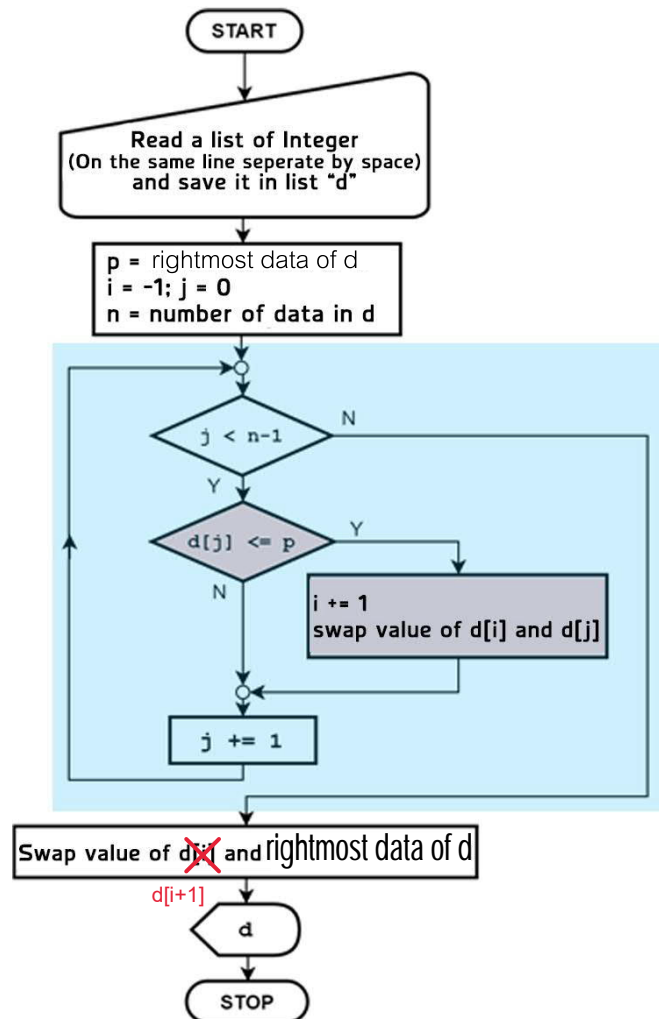 START
Read a list of Integer
(On the same line seperate by space)
and save it in list “d”
p = rightmost data of d
i = -1; j = 0
n = number of data in d
j < n-1
N
Y
d[j] <= p
Y
N
i += 1
swap value of d[i] and d[j]
j += 1
Swap value of d[i] and rightmost data of d
d[i+1]
d
STOP